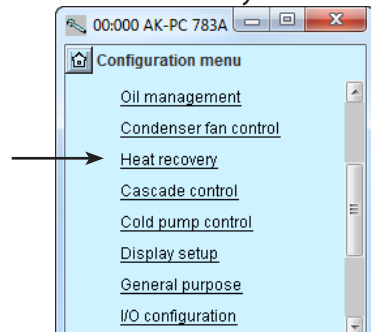 00:000 AK-PC 783A
Configuration menu
Oil management
Condenser fan control
Heat recovery
Cascade control
Cold pump control
Display setup
General purpose
I/O configuration